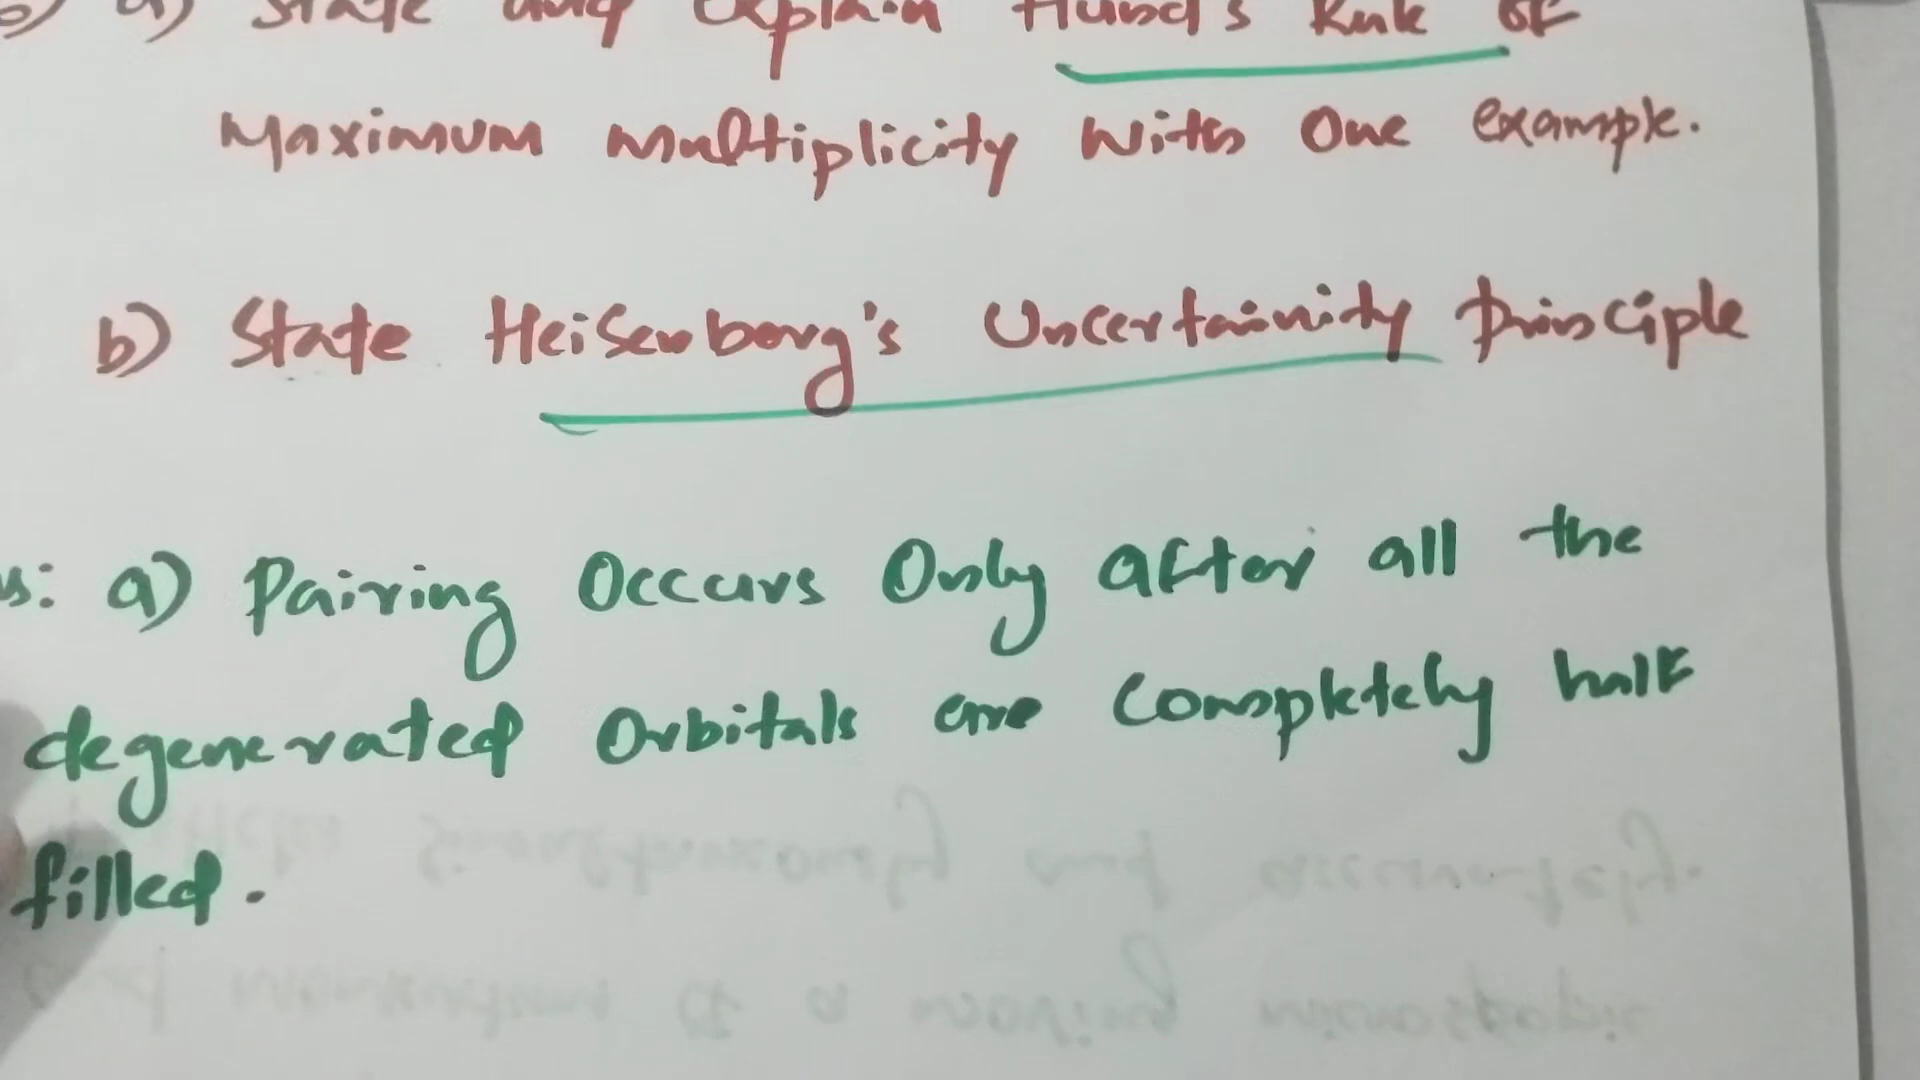 a) State and Explain Hund's Rule of
Maximum multiplicity with One example.
b) State Heisenberg's Uncertainity principle
s: a) Pairing Occurs Only after all the
degenerated Orbitals are Completely half
filled.